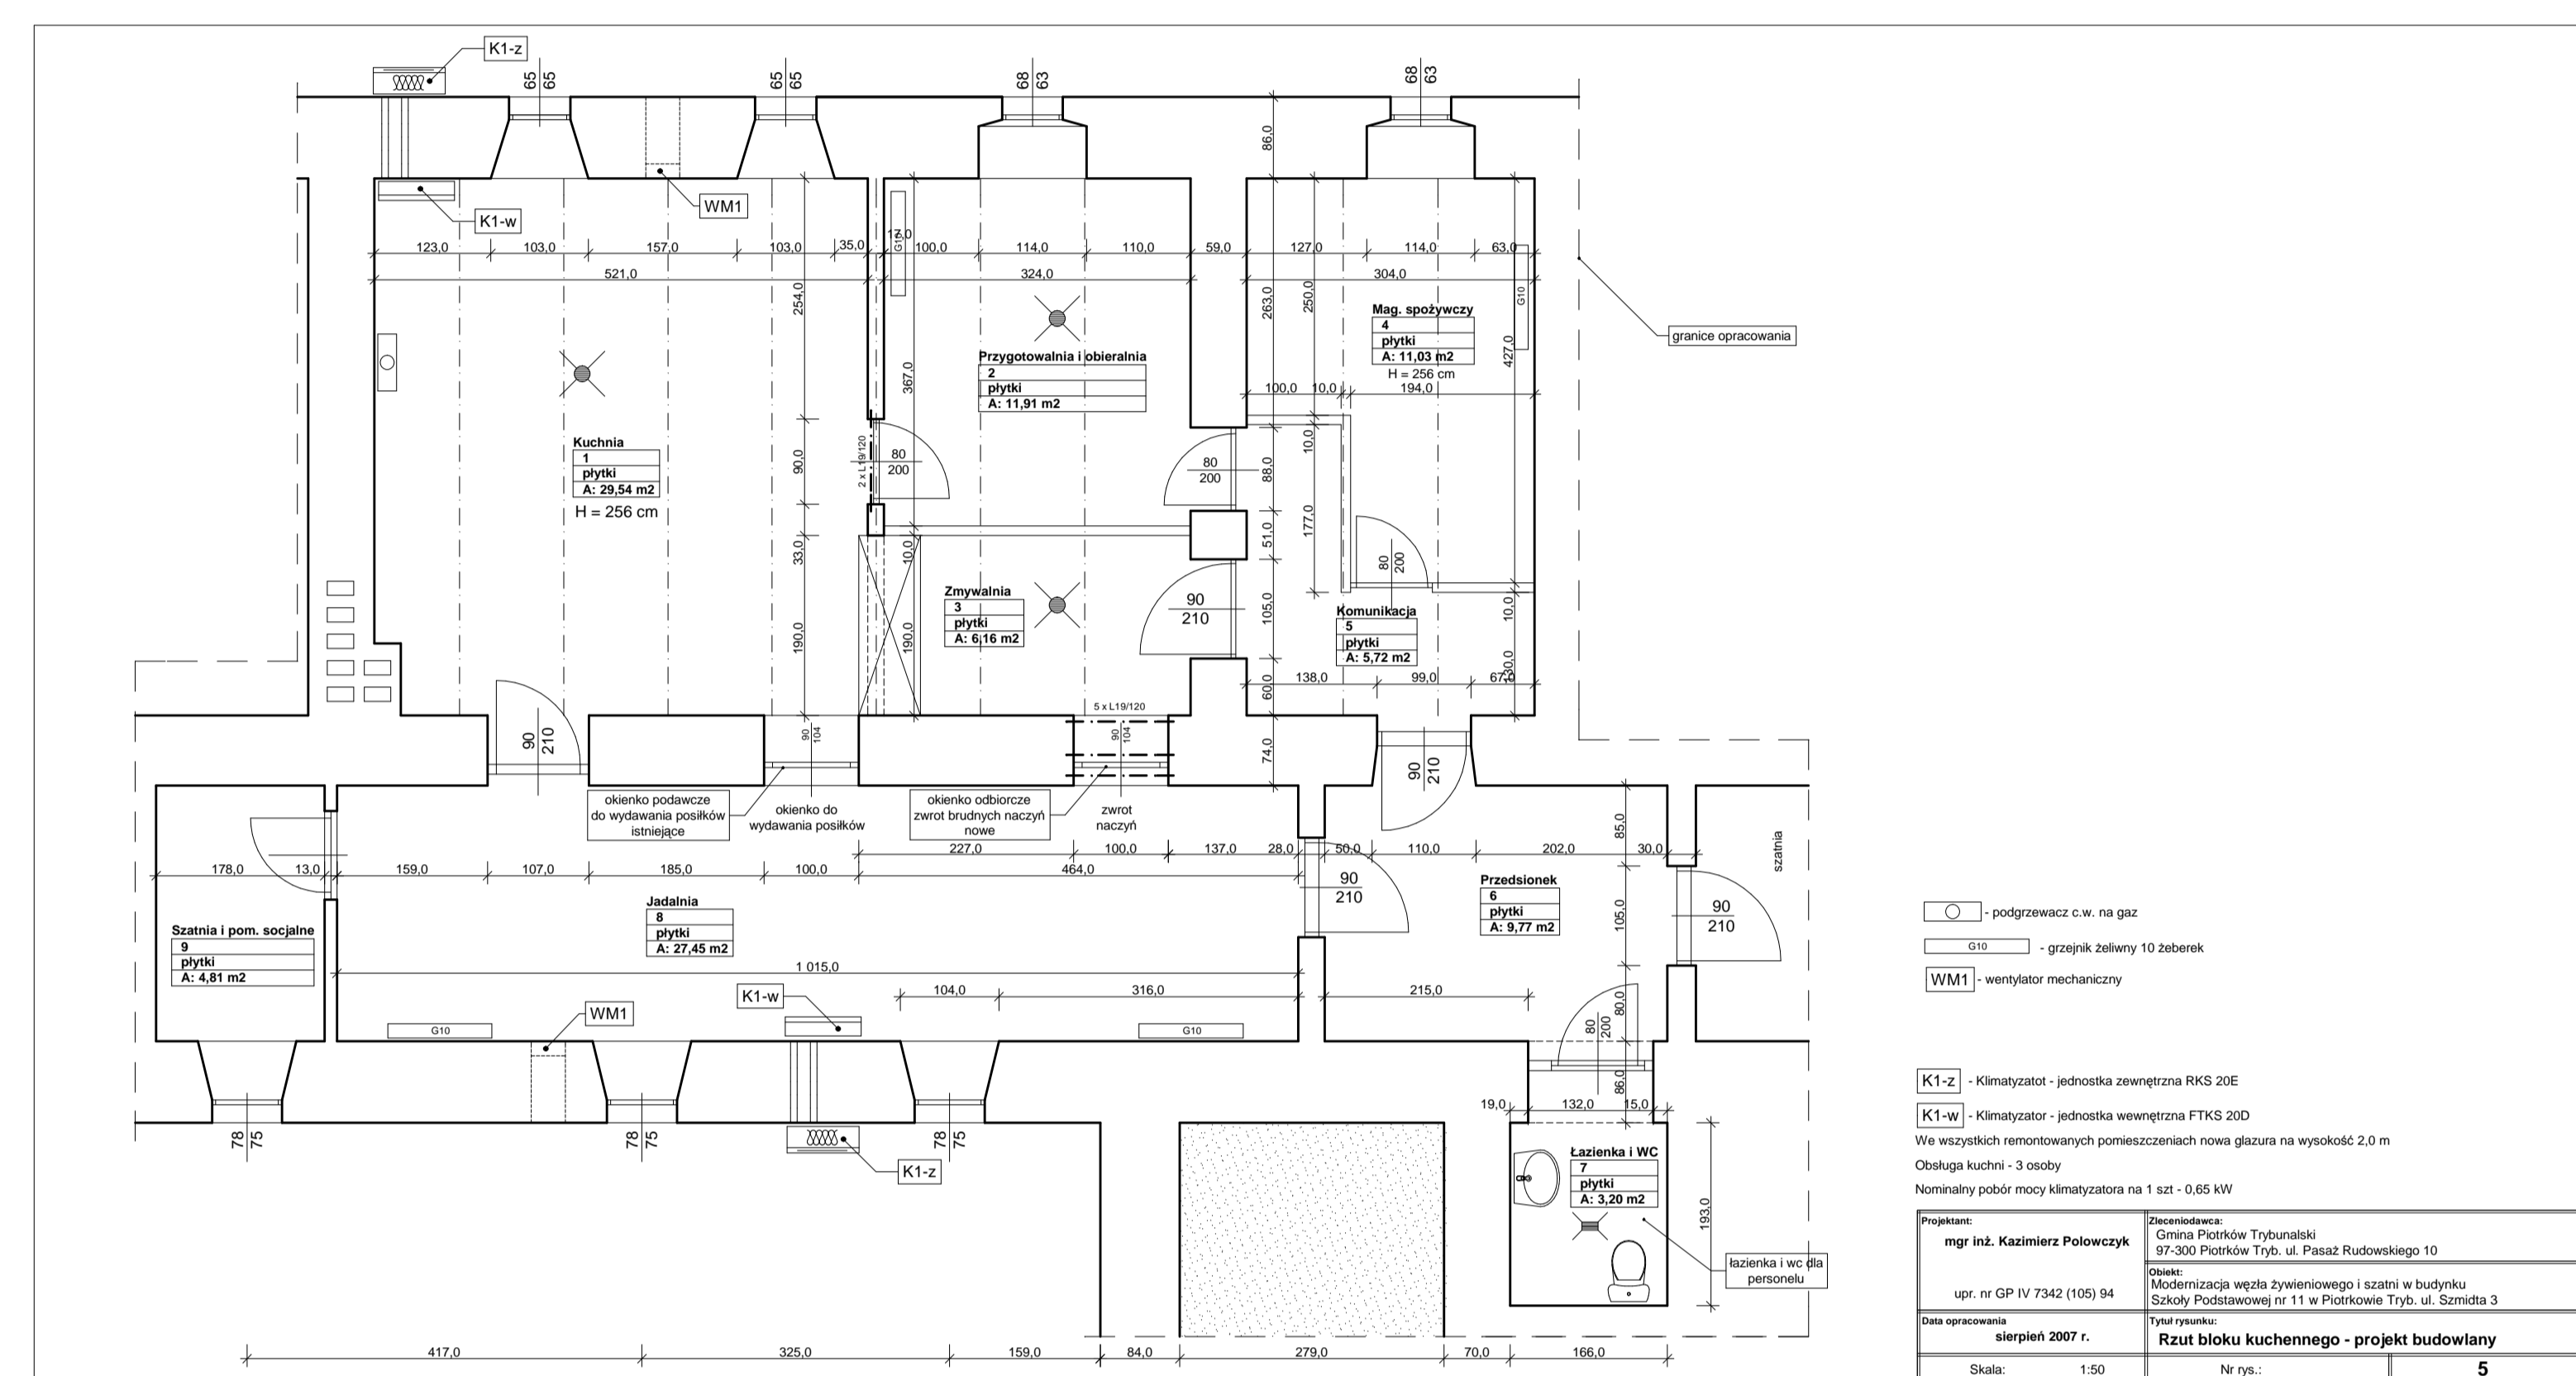 K1-z
65
65
65
65
68
63
68
63
K1-w
WM1
86,0
123,0
103,0
157,0
103,0
35,0
17,0
100,0
114,0
110,0
59,0
127,0
114,0
63,0
521,0
324,0
304,0
G10
G10
254,0
263,0
250,0
427,0
367,0
Mag. spożywczy
4
płytki
A: 11,03 m2
H = 256 cm
granice opracowania
Przygotowalnia i obieralnia
2
płytki
A: 11,91 m2
100,0
10,0
194,0
Kuchnia
1
płytki
A: 29,54 m2
H = 256 cm
90,0
2 x L19/120
80
200
80
200
88,0
10,0
177,0
33,0
10,0
51,0
80
200
Zmywalnia
3
płytki
A: 6,16 m2
90
210
105,0
190,0
190,0
10,0
Komunikacja
5
płytki
A: 5,72 m2
130,0
138,0
99,0
67,0
60,0
5 x L19/120
90
210
90
104
90
104
74,0
90
210
okienko podawcze
do wydawania posiłków
istniejące
okienko do
wydawania posiłków
okienko odbiorcze
zwrot brudnych naczyń
nowe
zwrot
naczyń
85,0
szatnia
227,0
100,0
137,0
28,0
50,0
110,0
202,0
30,0
178,0
13,0
159,0
107,0
185,0
100,0
464,0
90
210
Przedsionek
6
płytki
A: 9,77 m2
105,0
90
210
Jadalnia
8
płytki
A: 27,45 m2
Szatnia i pom. socjalne
9
płytki
A: 4,81 m2
1 015,0
K1-w
104,0
316,0
215,0
80,0
WM1
G10
G10
80
200
86,0
19,0
132,0
15,0
78
75
78
75
78
75
K1-z
Łazienka i WC
7
płytki
A: 3,20 m2
193,0
łazienka i wc dla
personelu
417,0
325,0
159,0
84,0
279,0
70,0
166,0
- podgrzewacz c.w. na gaz
G10 - grzejnik żeliwny 10 żeberek
WM1 - wentylator mechaniczny
K1-z - Klimatyzatot - jednostka zewnętrzna RKS 20E
K1-w - Klimatyzator - jednostka wewnętrzna FTKS 20D
We wszystkich remontowanych pomieszczeniach nowa glazura na wysokość 2,0 m
Obsługa kuchni - 3 osoby
Nominalny pobór mocy klimatyzatora na 1 szt - 0,65 kW
Projektant:
mgr inż. Kazimierz Polowczyk
upr. nr GP IV 7342 (105) 94
Zleceniodawca:
Gmina Piotrków Trybunalski
97-300 Piotrków Tryb. ul. Pasaż Rudowskiego 10
Obiekt:
Modernizacja węzła żywieniowego i szatni w budynku
Szkoły Podstawowej nr 11 w Piotrkowie Tryb. ul. Szmidta 3
Data opracowania
sierpień 2007 r.
Tytuł rysunku:
Rzut bloku kuchennego - projekt budowlany
Skala: 1:50
Nr rys.: 5